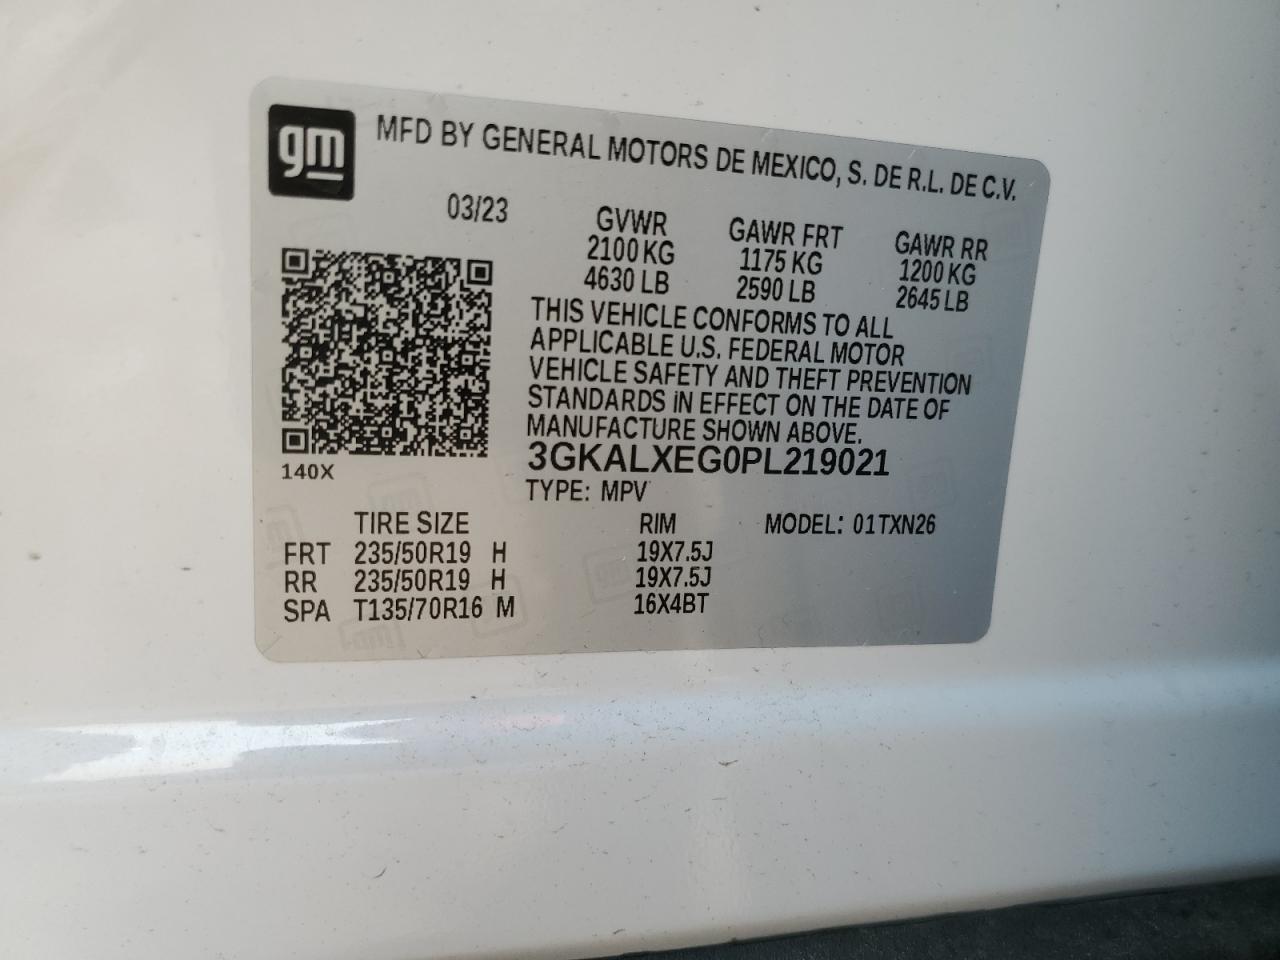 gm
MFD BY GENERAL MOTORS DE MEXICO, S. DE R.L. DE C.V.
03/23
GVWR GAWR FRT GAWR RR
2100 KG 1175 KG 1200 KG
4630 LB 2590 LB 2645 LB
THIS VEHICLE CONFORMS TO ALL
APPLICABLE U.S. FEDERAL MOTOR
VEHICLE SAFETY AND THEFT PREVENTION
STANDARDS IN EFFECT ON THE DATE OF
MANUFACTURE SHOWN ABOVE.
3GKALXEG0PL219021
140X
TYPE: MPV
TIRE SIZE RIM MODEL: 01TXN26
FRT 235/50R19 H 19X7.5J
RR 235/50R19 H 19X7.5J
SPA T135/70R16 M 16X4BT